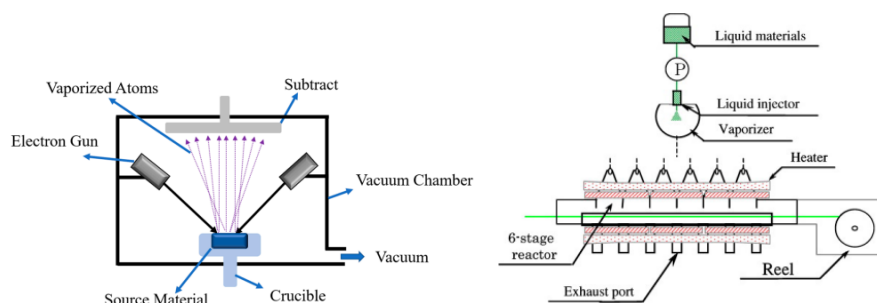 Vaporized Atoms
Subtract
Electron Gun
Vacuum Chamber
Vacuum
Source Material
Crucible
Liquid materials
P
Liquid injector
Vaporizer
Heater
6-stage
reactor
Exhaust port
Reel